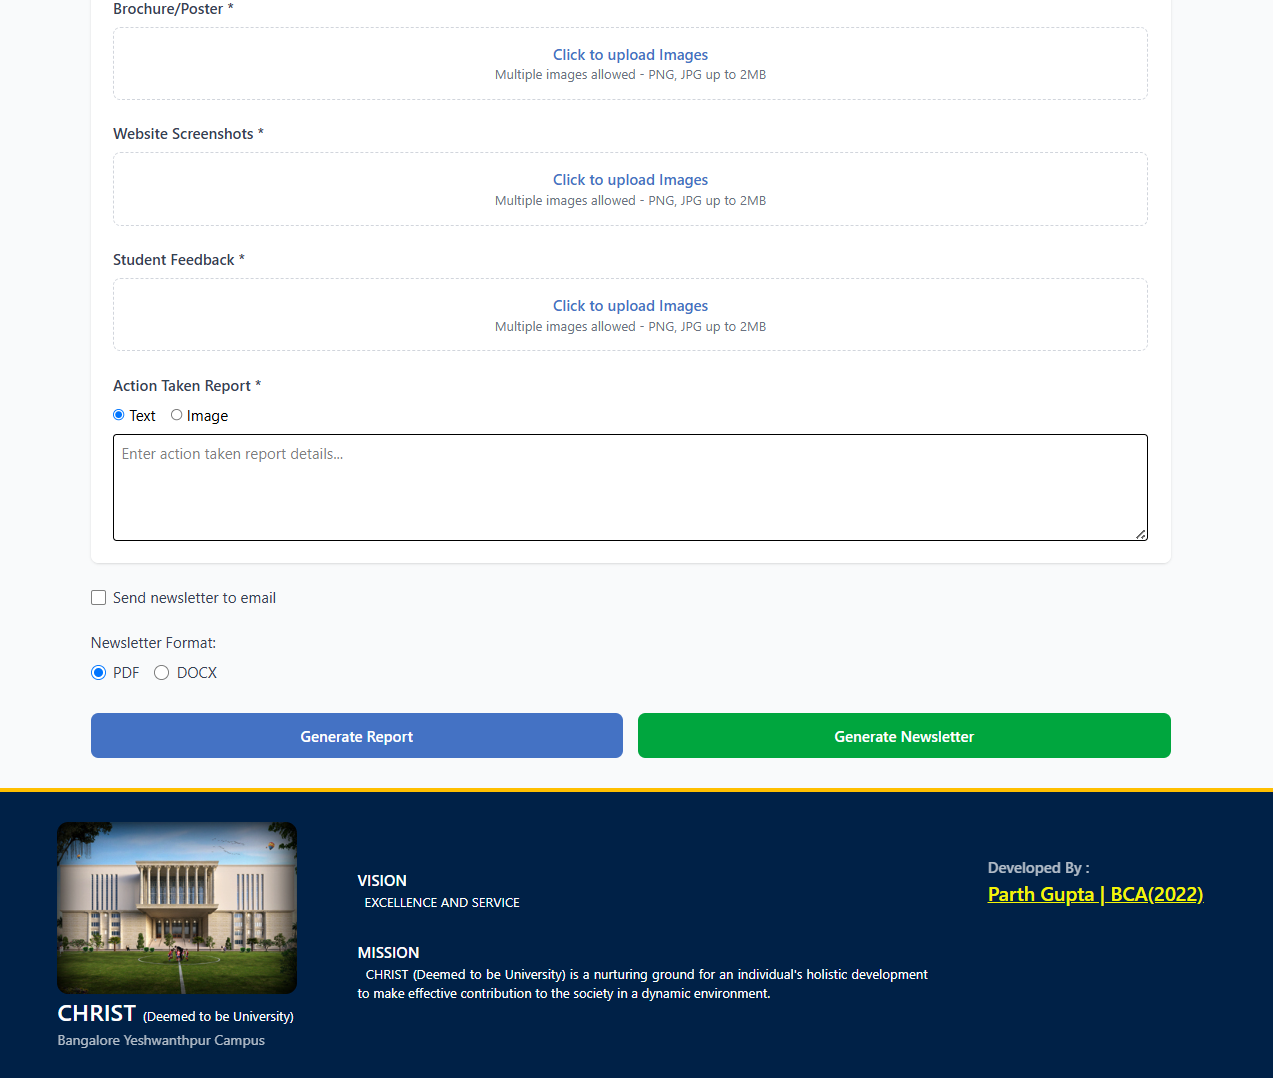 Brochure/Poster *
Click to upload Images
Multiple images allowed - PNG, JPG up to 2MB
Website Screenshots *
Click to upload Images
Multiple images allowed - PNG, JPG up to 2MB
Student Feedback *
Click to upload Images
Multiple images allowed - PNG, JPG up to 2MB
Action Taken Report *
Text Image
Enter action taken report details...
Send newsletter to email
Newsletter Format:
PDF DOCX
Generate Report
Generate Newsletter
CHRIST (Deemed to be University)
Bangalore Yeshwanthpur Campus
VISION
EXCELLENCE AND SERVICE
MISSION
CHRIST (Deemed to be University) is a nurturing ground for an individual's holistic development
to make effective contribution to the society in a dynamic environment.
Developed By :
Parth Gupta | BCA(2022)